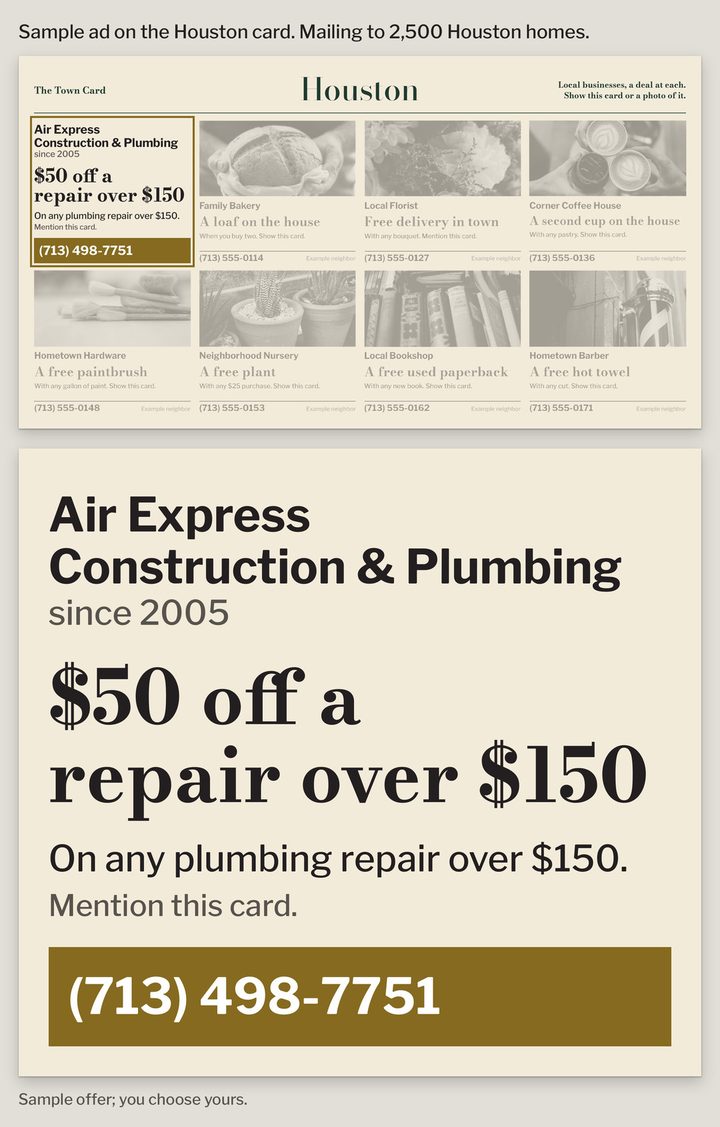 Sample ad on the Houston card. Mailing to 2,500 Houston homes.
The Town Card
Houston
Local businesses, a deal at each.
Show this card or a photo of it.
Air Express
Construction & Plumbing
since 2005
$50 off a
repair over $150
On any plumbing repair over $150.
Mention this card.
(713) 498-7751
Family Bakery
A loaf on the house
When you buy two. Show this card.
(713) 555-0114 Example neighbor
Local Florist
Free delivery in town
With any bouquet. Mention this card.
(713) 555-0127 Example neighbor
Corner Coffee House
A second cup on the house
With any pastry. Show this card.
(713) 555-0136 Example neighbor
Hometown Hardware
A free paintbrush
With any gallon of paint. Show this card.
(713) 555-0148 Example neighbor
Neighborhood Nursery
A free plant
With any $25 purchase. Show this card.
(713) 555-0153 Example neighbor
Local Bookshop
A free used paperback
With any new book. Show this card.
(713) 555-0162 Example neighbor
Hometown Barber
A free hot towel
With any cut. Show this card.
(713) 555-0171 Example neighbor
Air Express
Construction & Plumbing
since 2005
$50 off a
repair over $150
On any plumbing repair over $150.
Mention this card.
(713) 498-7751
Sample offer; you choose yours.